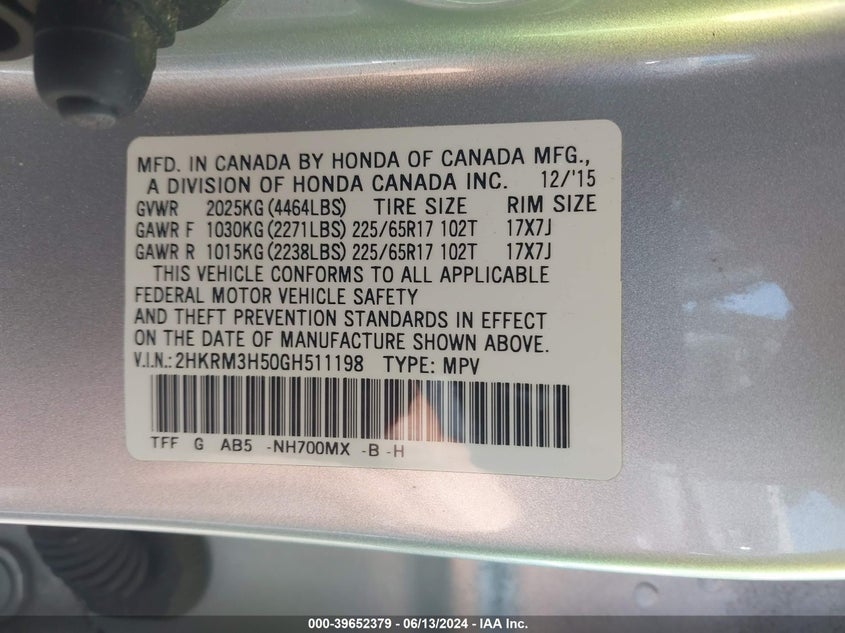 MFD. IN CANADA BY HONDA OF CANADA MFG.,
A DIVISION OF HONDA CANADA INC. 12/'15
GVWR 2025KG(4464LBS) TIRE SIZE RIM SIZE
GAWR F 1030KG(2271LBS) 225/65R17 102T 17X7J
GAWR R 1015KG(2238LBS) 225/65R17 102T 17X7J
THIS VEHICLE CONFORMS TO ALL APPLICABLE
FEDERAL MOTOR VEHICLE SAFETY
AND THEFT PREVENTION STANDARDS IN EFFECT
ON THE DATE OF MANUFACTURE SHOWN ABOVE.
V.I.N.: 2HKRM3H50GH511198 TYPE: MPV
TFF G AB5 -NH700MX -B -H
000-39652379 - 06/13/2024 - IAA Inc.